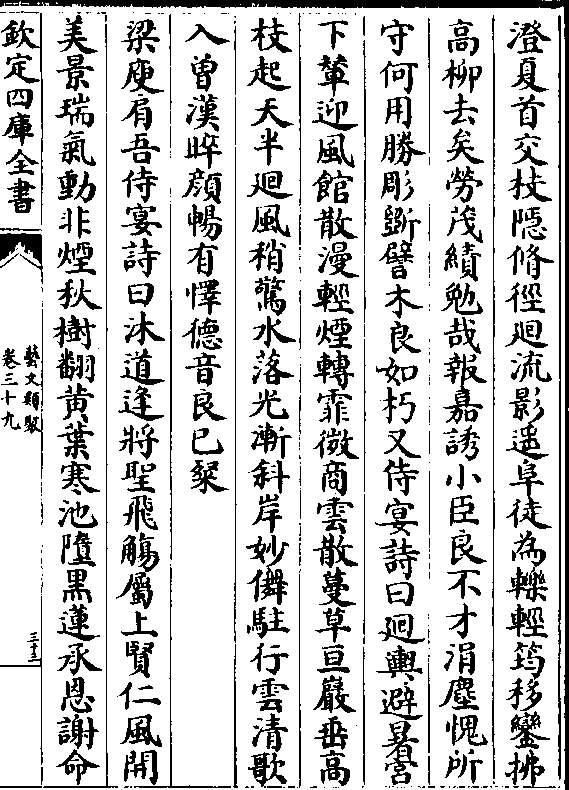 澄夏首交枝隠脩徑廻流影遥阜徒為轢輕筠移鑾拂
高柳去矣勞茂績勉哉報嘉誘小臣良不才涓塵愧所
守何用勝彫斵譬木良如朽又侍宴詩曰廻輿避暑宫
下輦迎風館散漫輕煙轉霏微商雲散蔓草亘巖垂高
枝起天半廻風稍驚水落光漸斜岸妙儛駐行雲清歌
入曾漢睟顔暢有懌徳音良已粲
梁庾肩吾侍宴詩曰沐道逢將聖飛觴屬上賢仁風開
美景瑞氣動非煙秋樹翻黄葉寒池墮黒蓮承恩謝命
欽定四庫全書
藝文類聚
卷三十九
三十三